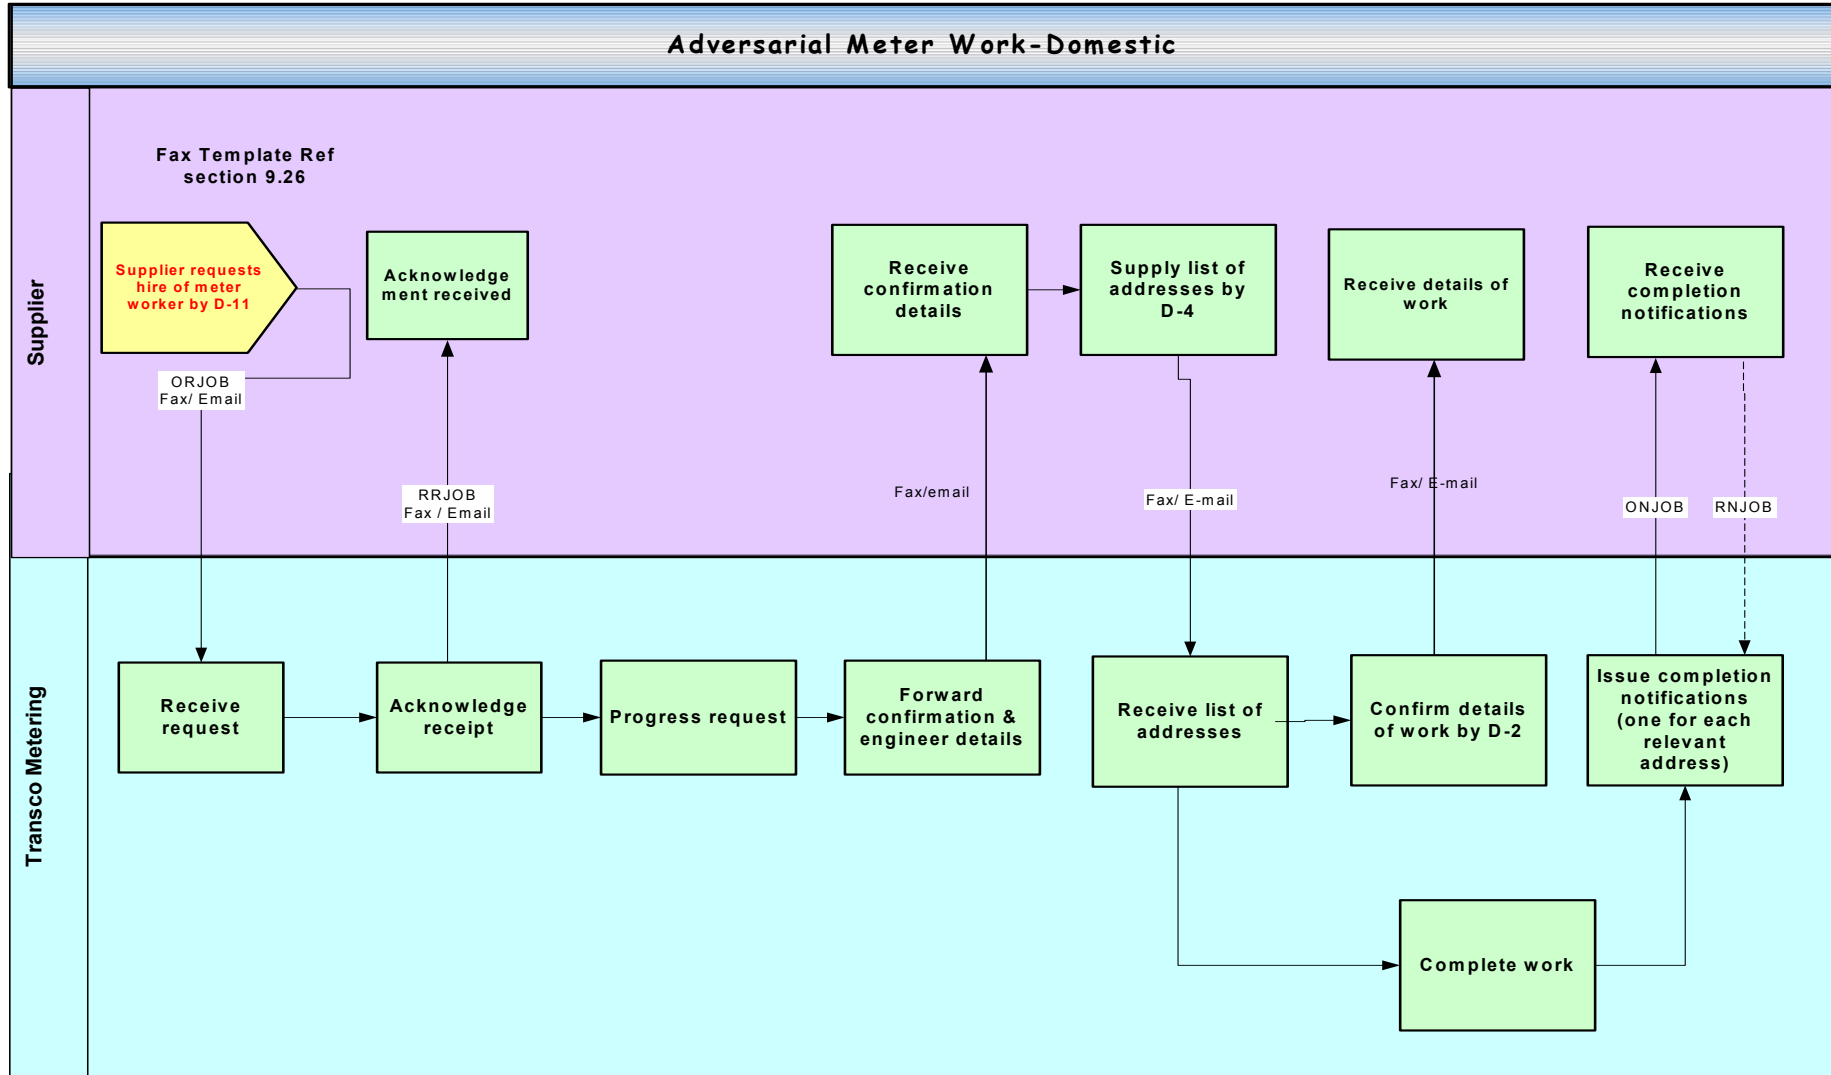 Adversarial Meter Work-Domestic
Supplier
Fax Template Ref
section 9.26
Supplier requests
hire of meter
worker by D-11
Acknowledge
ment received
Receive
confirmation
details
Supply list of
addresses by
D-4
Receive details of
work
Receive
completion
notifications
ORJOB
Fax/ Email
RRJOB
Fax / Email
Fax/email
Fax/ E-mail
Fax/ E-mail
ONJOB
RNJOB
Transco Metering
Receive
request
Acknowledge
receipt
Progress request
Forward
confirmation &
engineer details
Receive list of
addresses
Confirm details
of work by D-2
Issue completion
notifications
(one for each
relevant
address)
Complete work